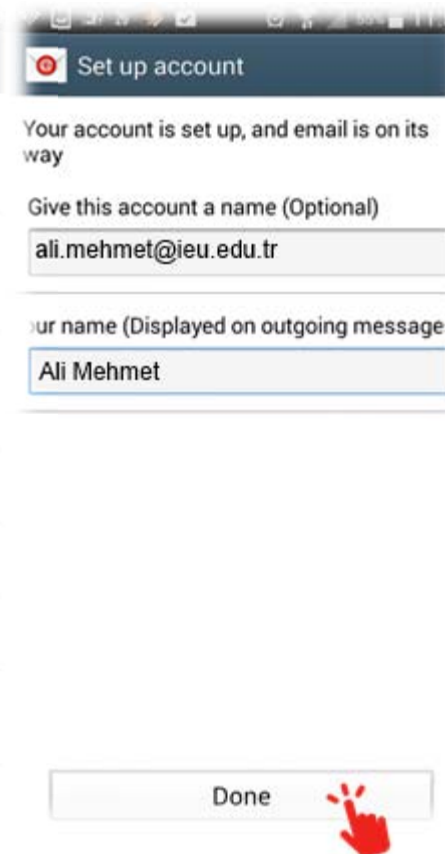 Set up account
Your account is set up, and email is on its
way
Give this account a name (Optional)
ali.mehmet@ieu.edu.tr
ur name (Displayed on outgoing message
Ali Mehmet
Done